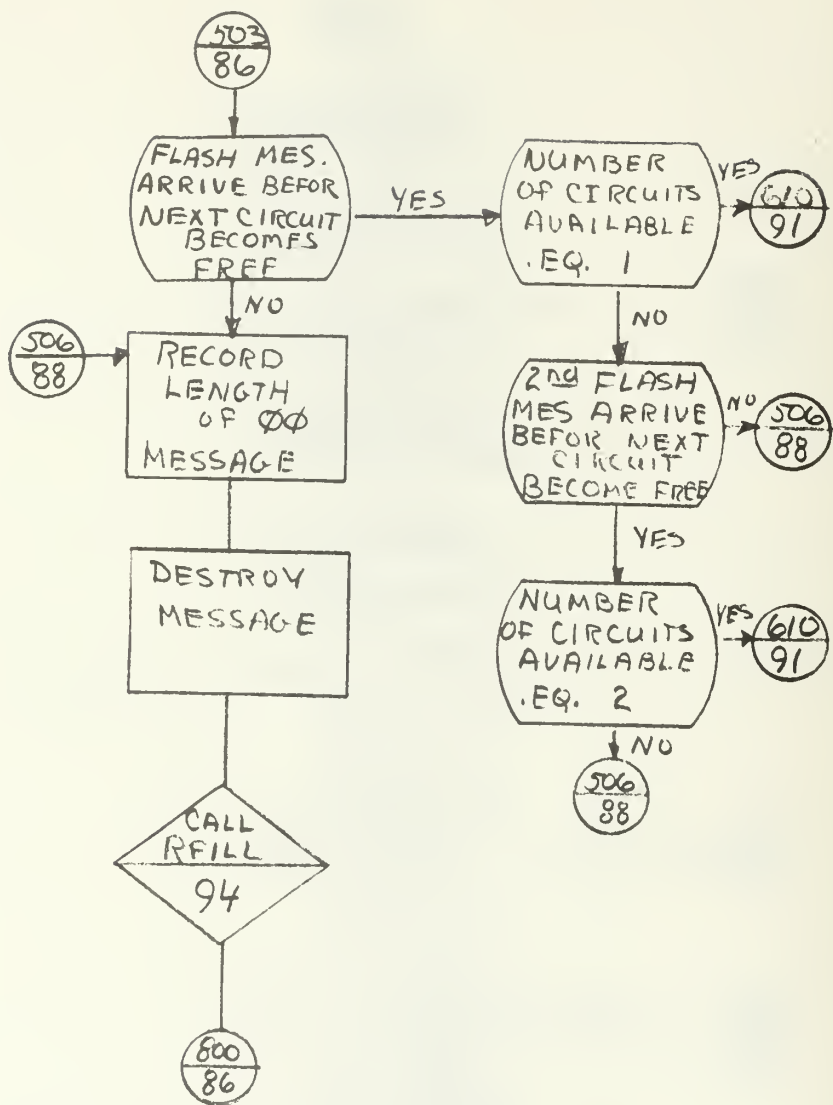 503
86
FLASH MES.
ARRIVE BEFOR
NEXT CIRCUIT
BECOMES
FREE
YES
NUMBER
OF CIRCUITS
AVAILABLE
.EQ. 1
YES
610
91
NO
NO
506
88
RECORD
LENGTH
OF ØØ
MESSAGE
2nd FLASH
MES ARRIVE
BEFOR NEXT
CIRCUIT
BECOME FREE
NO
506
88
YES
DESTROY
MESSAGE
NUMBER
OF CIRCUITS
AVAILABLE
.EQ. 2
YES
610
91
NO
506
88
CALL
RFILL
94
800
86